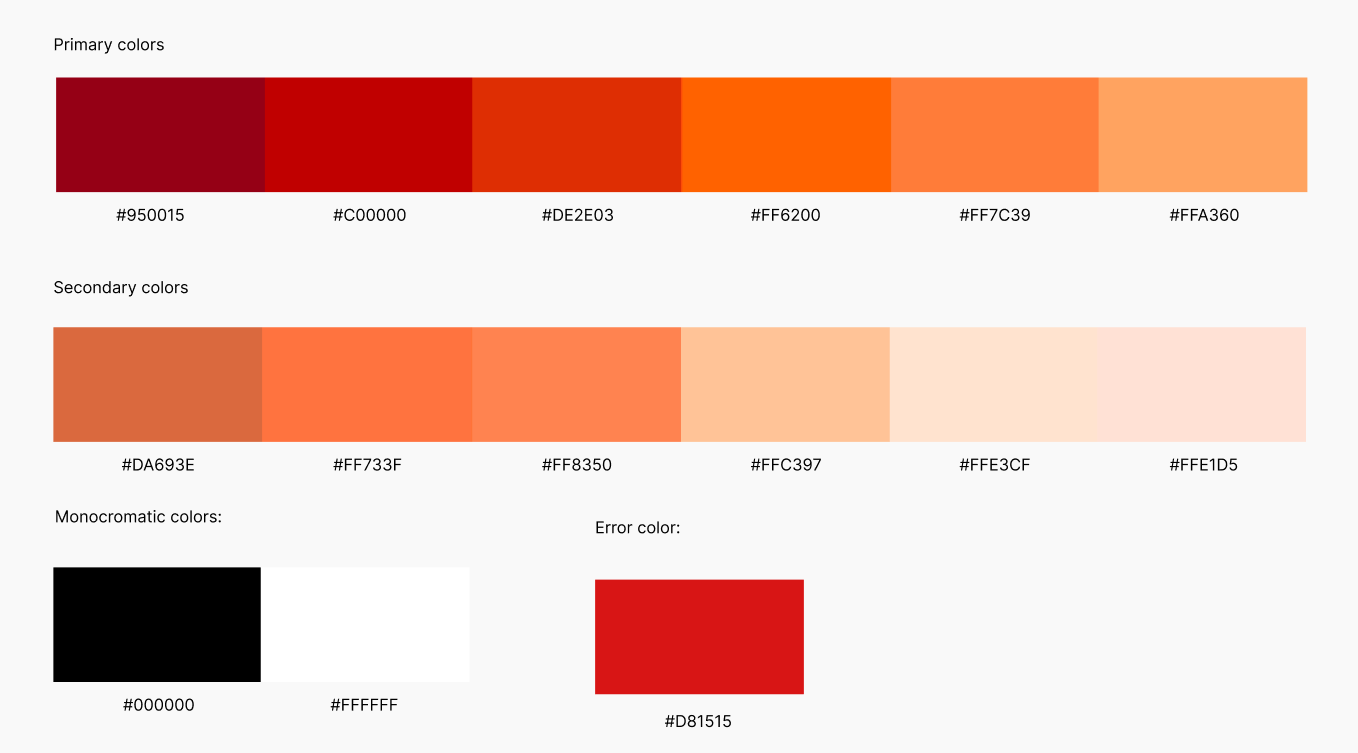 Primary colors
#950015 #C00000 #DE2E03 #FF6200 #FF7C39 #FFA360
Secondary colors
#DA693E #FF733F #FF8350 #FFC397 #FFE3CF #FFE1D5
Monocromatic colors:
Error color:
#000000 #FFFFFF
#D81515